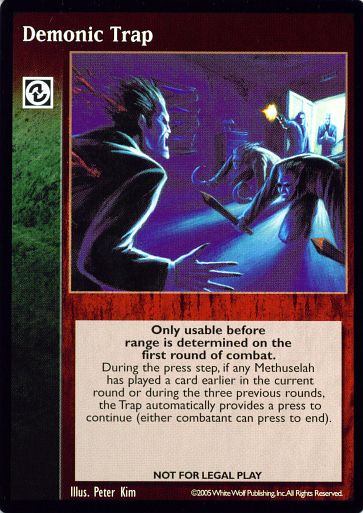 Demonic Trap
Only usable before
range is determined on the
first round of combat.
During the press step, if any Methuselah
has played a card earlier in the current
round or during the three previous rounds,
the Trap automatically provides a press to
continue (either combatant can press to end).
NOT FOR LEGAL PLAY
Illus. Peter Kim
©2005 White Wolf Publishing, Inc. All Rights Reserved.